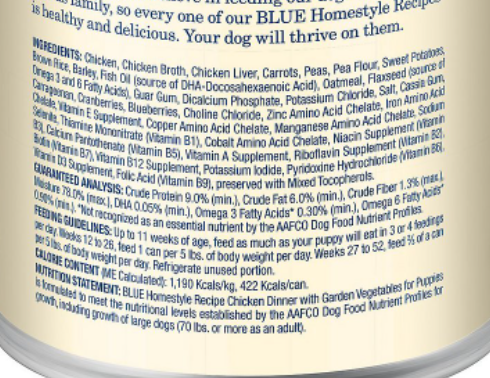 in feeding our
family, so every one of our BLUE Homestyle Recipes
is healthy and delicious. Your dog will thrive on them.
INGREDIENTS: Chicken, Chicken Broth, Chicken Liver, Carrots, Peas, Pea Flour, Sweet Potatoes,
Brown Rice, Barley, Fish Oil (source of DHA-Docosahexaenoic Acid), Oatmeal, Flaxseed (source of
Omega 3 and 6 Fatty Acids), Guar Gum, Dicalcium Phosphate, Potassium Chloride, Salt, Cassia Gum,
Carrageenan, Cranberries, Blueberries, Choline Chloride, Zinc Amino Acid Chelate, Iron Amino Acid
Chelate, Vitamin E Supplement, Copper Amino Acid Chelate, Manganese Amino Acid Chelate, Sodium
Selenite, Thiamine Mononitrate (Vitamin B1), Cobalt Amino Acid Chelate, Niacin Supplement (Vitamin
B3), Calcium Pantothenate (Vitamin B5), Vitamin A Supplement, Riboflavin Supplement (Vitamin B2),
Biotin (Vitamin B7), Vitamin B12 Supplement, Potassium Iodide, Pyridoxine Hydrochloride (Vitamin B6),
Vitamin D3 Supplement, Folic Acid (Vitamin B9), preserved with Mixed Tocopherols.
GUARANTEED ANALYSIS: Crude Protein 9.0% (min.), Crude Fat 6.0% (min.), Crude Fiber 1.3% (max.),
Moisture 78.0% (max.), DHA 0.05% (min.), Omega 3 Fatty Acids* 0.30% (min.), Omega 6 Fatty Acids*
0.90% (min.). *Not recognized as an essential nutrient by the AAFCO Dog Food Nutrient Profiles.
FEEDING GUIDELINES: Up to 11 weeks of age, feed as much as your puppy will eat in 3 or 4 feedings
per day. Weeks 12 to 26, feed 1 can per 5 lbs. of body weight per day. Weeks 27 to 52, feed ¾ of a can
per 5 lbs. of body weight per day. Refrigerate unused portion.
CALORIE CONTENT (ME Calculated): 1,190 Kcals/kg, 422 Kcals/can.
NUTRITION STATEMENT: BLUE Homestyle Recipe Chicken Dinner with Garden Vegetables for Puppies
is formulated to meet the nutritional levels established by the AAFCO Dog Food Nutrient Profiles for
growth, including growth of large dogs (70 lbs. or more as an adult).